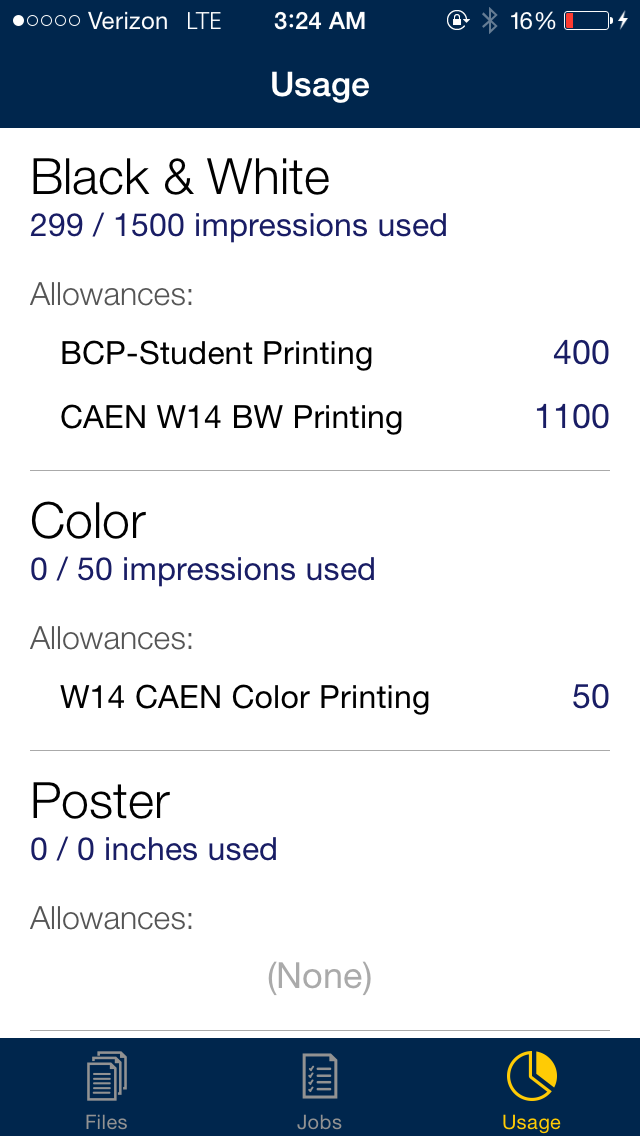 Verizon LTE 3:24 AM 16%
Usage
Black & White
299 / 1500 impressions used
Allowances:
BCP-Student Printing 400
CAEN W14 BW Printing 1100
Color
0 / 50 impressions used
Allowances:
W14 CAEN Color Printing 50
Poster
0 / 0 inches used
Allowances:
(None)
Files Jobs Usage